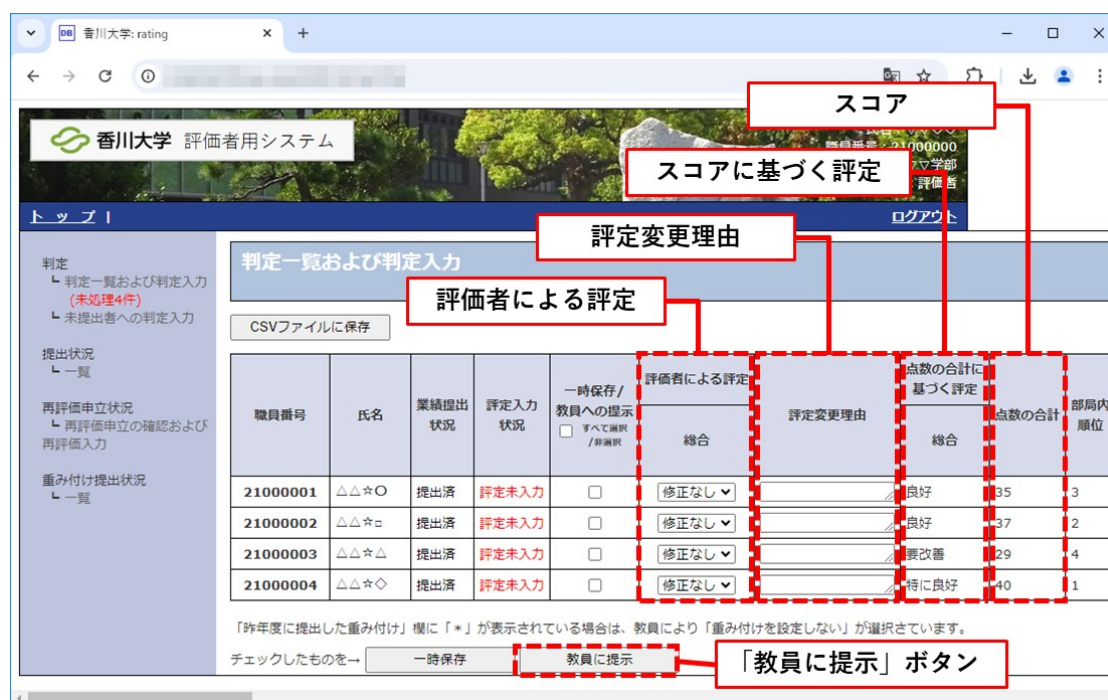 DB 香川大学: rating
スコア
香川大学 評価者用システム
21000000
学部
スコアに基づく評定
評価者
トップ |
ログアウト
評定変更理由
判定
┗ 判定一覧および判定入力
(未処理4件)
┗ 未提出者への判定入力
提出状況
┗ 一覧
再評価申立状況
┗ 再評価申立の確認および
再評価入力
重み付け提出状況
┗ 一覧
判定一覧および判定入力
評価者による評定
CSVファイルに保存
職員番号 氏名 業績提出状況 評定入力状況 一時保存/教員への提示 すべて選択/非選択 評価者による評定 総合 評定変更理由 点数の合計に基づく評定 総合 点数の合計 部局内順位
21000001 △△☆○ 提出済 評定未入力 修正なし 良好 35 3
21000002 △△☆□ 提出済 評定未入力 修正なし 良好 37 2
21000003 △△☆△ 提出済 評定未入力 修正なし 要改善 29 4
21000004 △△☆◇ 提出済 評定未入力 修正なし 特に良好 40 1
「昨年度に提出した重み付け」欄に「*」が表示されている場合は、教員により「重み付けを設定しない」が選択さています。
チェックしたものを→ 一時保存 教員に提示
「教員に提示」ボタン